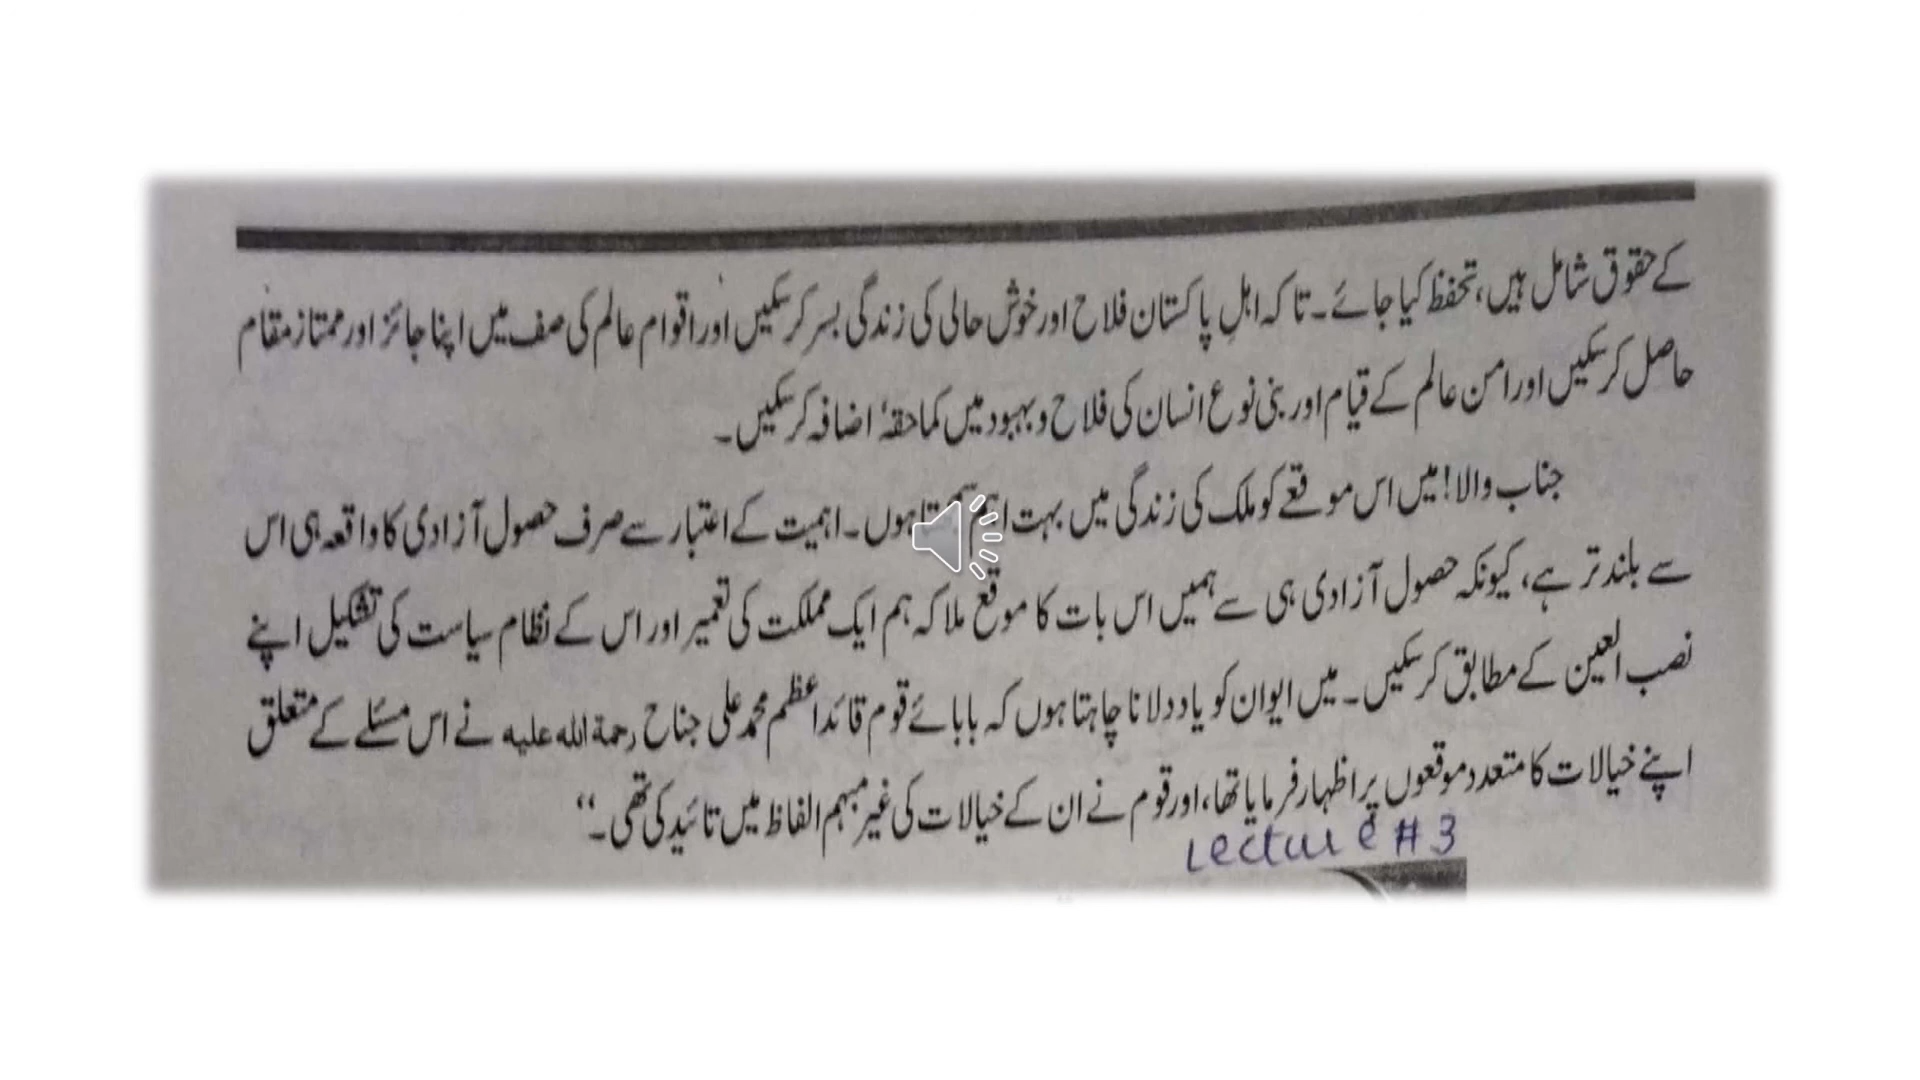 کے حقوق شامل ہیں، تحفظ کیا جائے۔ تاکہ اہلِ پاکستان فلاح اور خوش حالی کی زندگی بسر کر سکیں اور اقوام عالم کی صف میں اپنا جائز اور ممتاز مقام
حاصل کر سکیں اور امن عالم کے قیام اور بنی نوع انسان کی فلاح و بہبود میں کما حقہٗ اضافہ کر سکیں۔
جناب والا! میں اس موقعے کو ملک کی زندگی میں بہت اہم ہوں۔ اہمیت کے اعتبار سے صرف حصول آزادی کا واقعہ ہی اس
سے بلند تر ہے، کیونکہ حصول آزادی ہی سے ہمیں اس بات کا موقع ملا کہ ہم ایک مملکت کی تعمیر اور اس کے نظام سیاست کی تشکیل اپنے
نصب العین کے مطابق کر سکیں۔ میں ایوان کو یاد دلانا چاہتا ہوں کہ بابائے قوم قائد اعظم محمد علی جناح رحمۃ اللہ علیہ نے اس مسئلے کے متعلق
اپنے خیالات کا متعدد موقعوں پر اظہار فرمایا تھا، اور قوم نے ان کے خیالات کی غیر مبہم الفاظ میں تائید کی تھی۔“
Lecture # 3